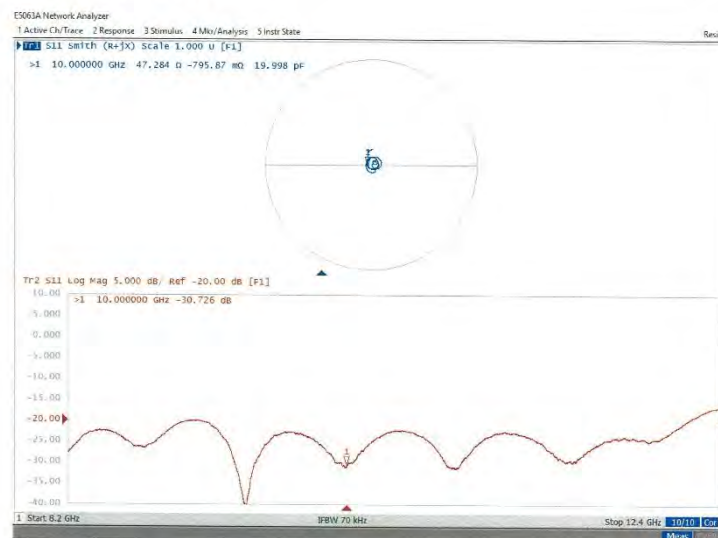 E5063A Network Analyzer
1 Active Ch/Trace 2 Response 3 Stimulus 4 Mkr/Analysis 5 Instr State
Resi
Tr1 S11 Smith (R+jX) Scale 1.000 U [F1]
>1 10.000000 GHz 47.284 Ω -795.87 mΩ 19.998 pF
Tr2 S11 Log Mag 5.000 dB/ Ref -20.00 dB [F1]
10.00
>1 10.000000 GHz -30.726 dB
5.000
0.000
-5.000
-10.00
-15.00
-20.00
-25.00
-30.00
1
-35.00
-40.00
1 Start 8.2 GHz IFBW 70 kHz Stop 12.4 GHz 10/10 Cor
Meas